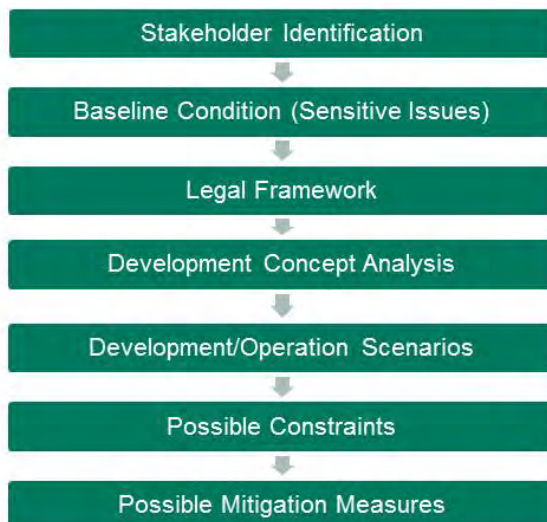 Stakeholder Identification
Baseline Condition (Sensitive Issues)
Legal Framework
Development Concept Analysis
Development/Operation Scenarios
Possible Constraints
Possible Mitigation Measures